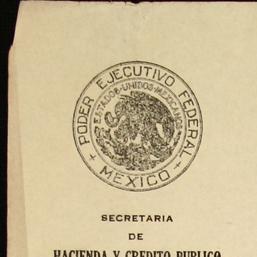 PODER EJECUTIVO FEDERAL
ESTADOS UNIDOS MEXICANOS
MEXICO
SECRETARIA
DE
HACIENDA Y CREDITO PUBLICO